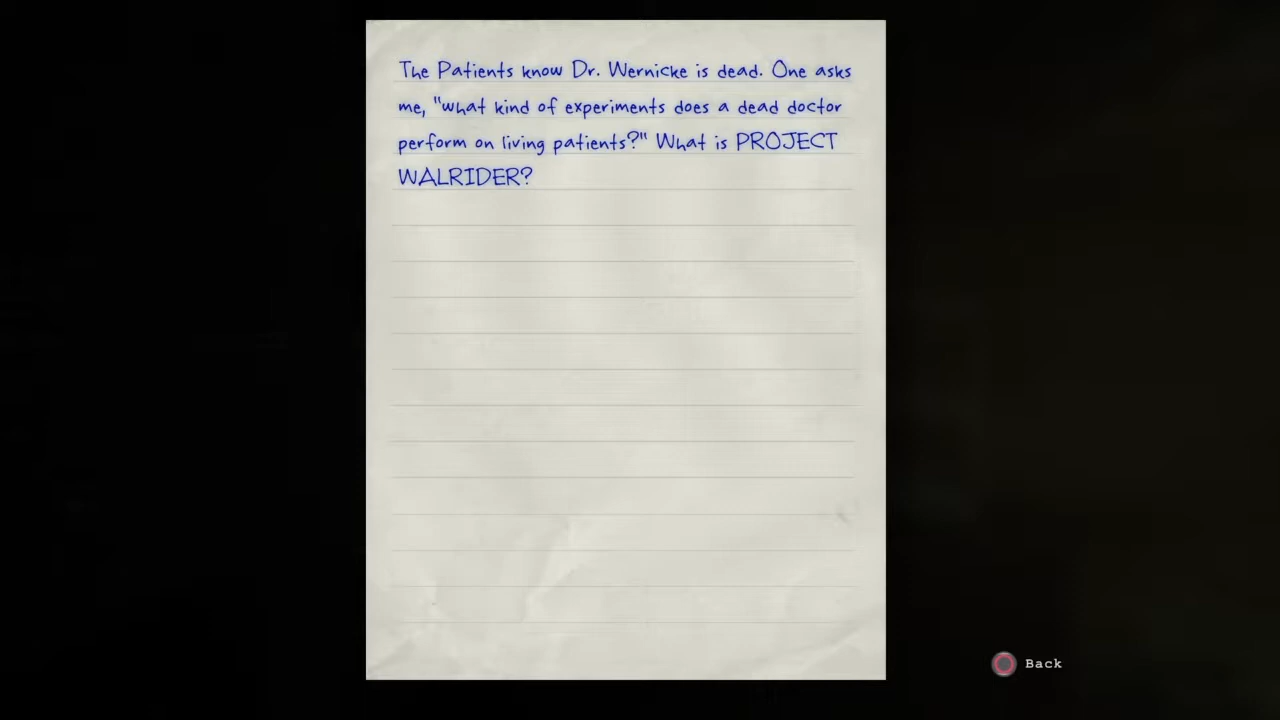 The Patients know Dr. Wernicke is dead. One asks
me, "what kind of experiments does a dead doctor
perform on living patients?" What is PROJECT
WALRIDER?
Back